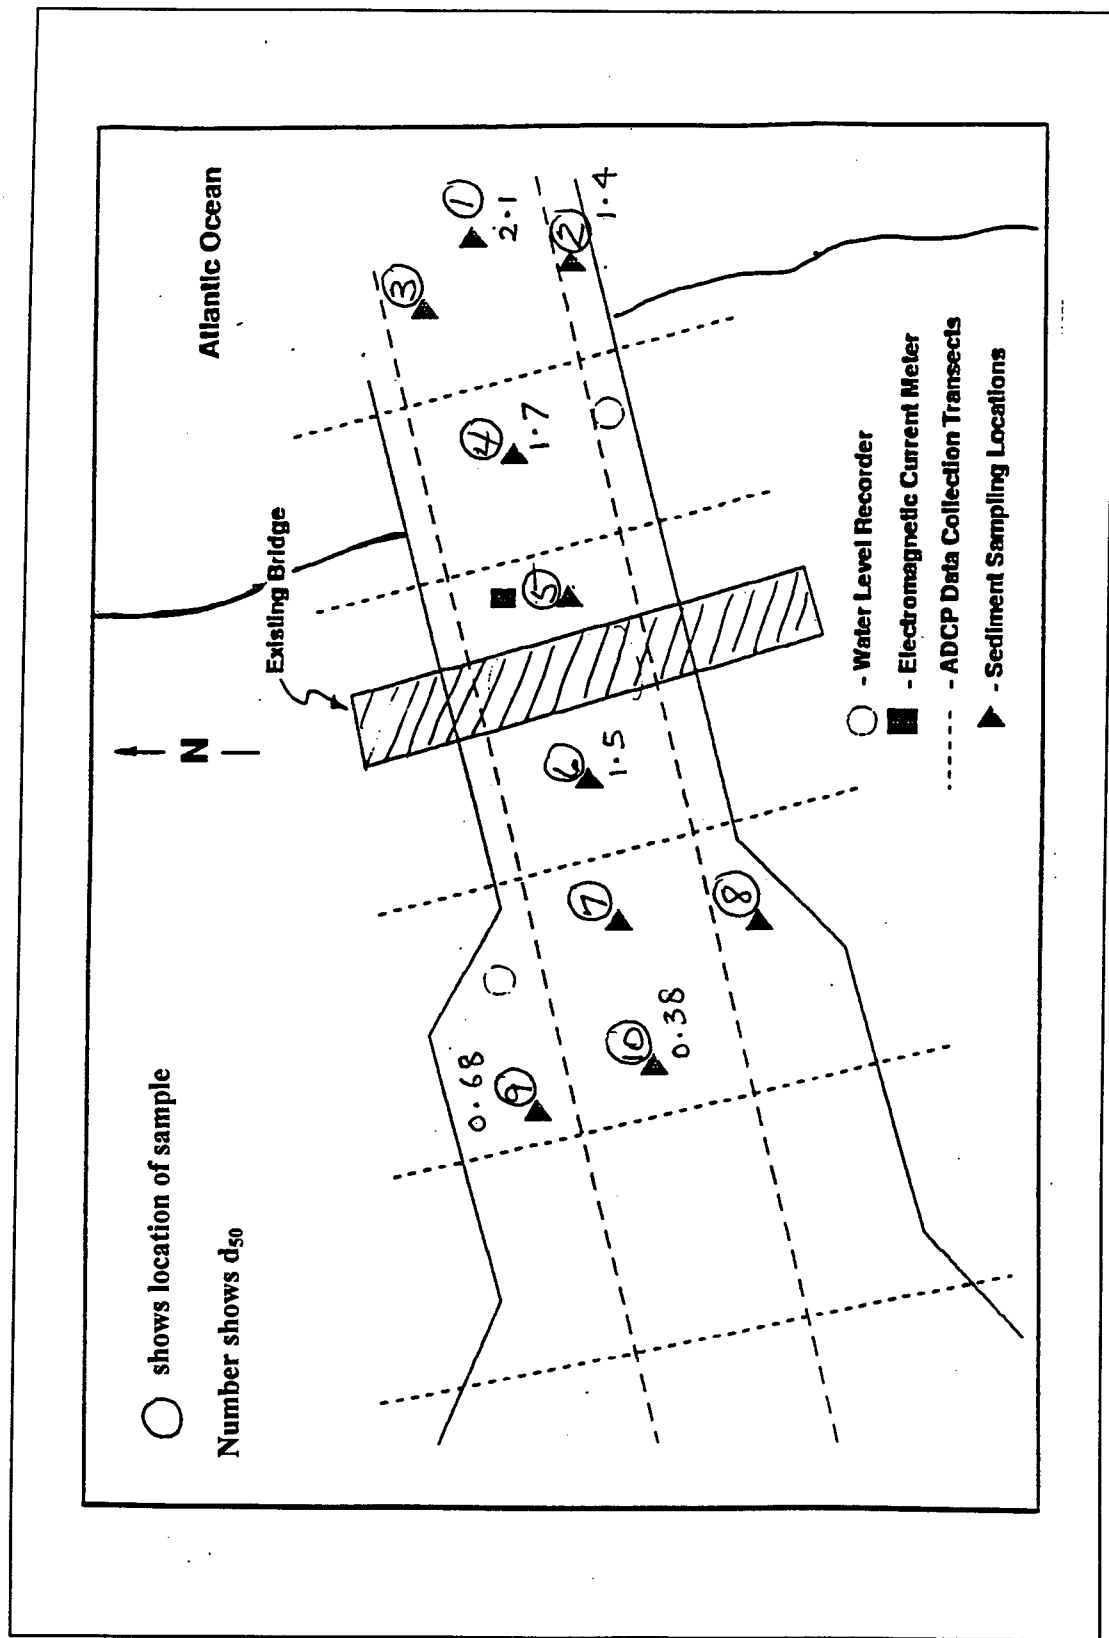 ○ shows location of sample
Number shows d50
N
Existing Bridge
Atlantic Ocean
3
1
2.1
2
1.4
4
1.7
5
6
1.5
7
8
0.68
9
10
0.38
○ - Water Level Recorder
■ - Electromagnetic Current Meter
----- - ADCP Data Collection Transects
▲ - Sediment Sampling Locations